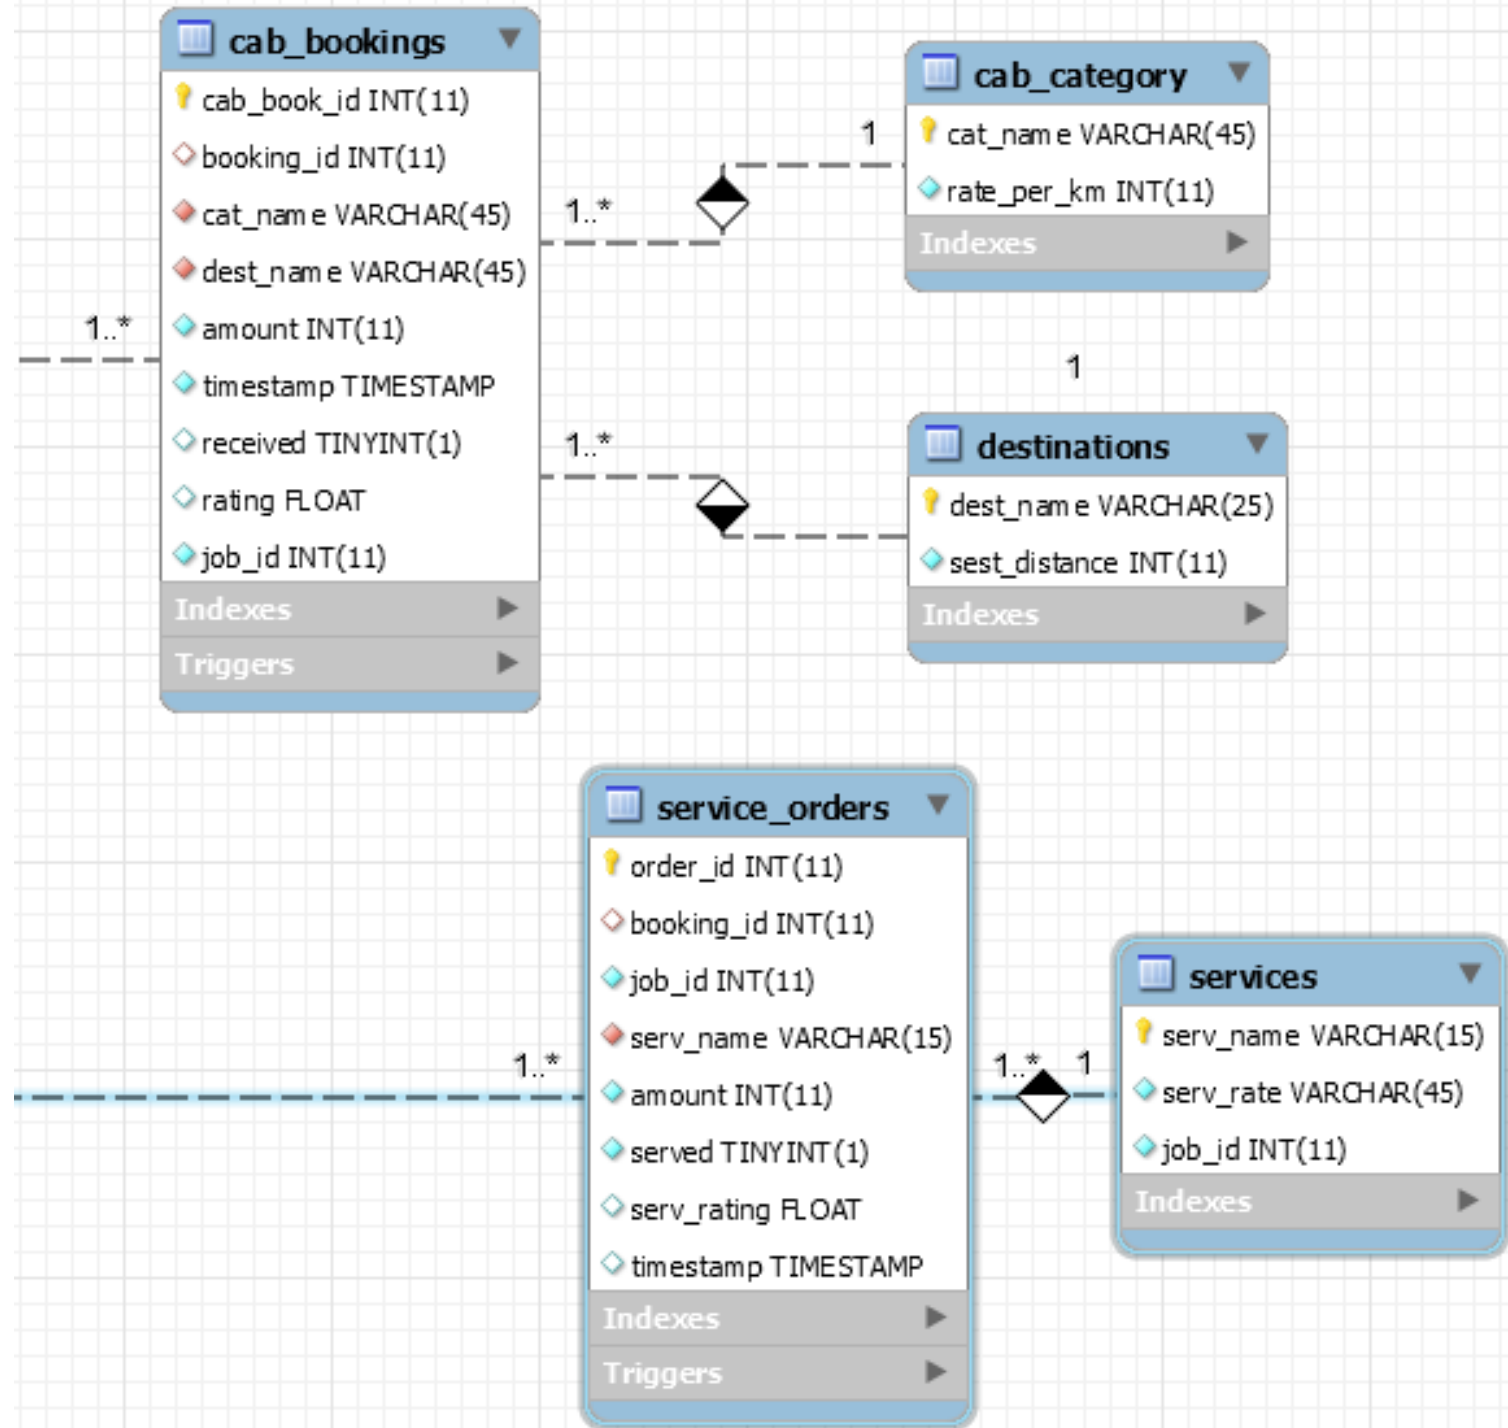 cab_bookings
cab_book_id INT(11)
booking_id INT(11)
cat_name VARCHAR(45)
dest_name VARCHAR(45)
amount INT(11)
timestamp TIMESTAMP
received TINYINT(1)
rating FLOAT
job_id INT(11)
Indexes
Triggers
1..*
1..*
1
1..*
cab_category
cat_name VARCHAR(45)
rate_per_km INT(11)
Indexes
1
destinations
dest_name VARCHAR(25)
sest_distance INT(11)
Indexes
service_orders
order_id INT(11)
booking_id INT(11)
job_id INT(11)
serv_name VARCHAR(15)
amount INT(11)
served TINYINT(1)
serv_rating FLOAT
timestamp TIMESTAMP
Indexes
Triggers
1..*
1..*
1
services
serv_name VARCHAR(15)
serv_rate VARCHAR(45)
job_id INT(11)
Indexes